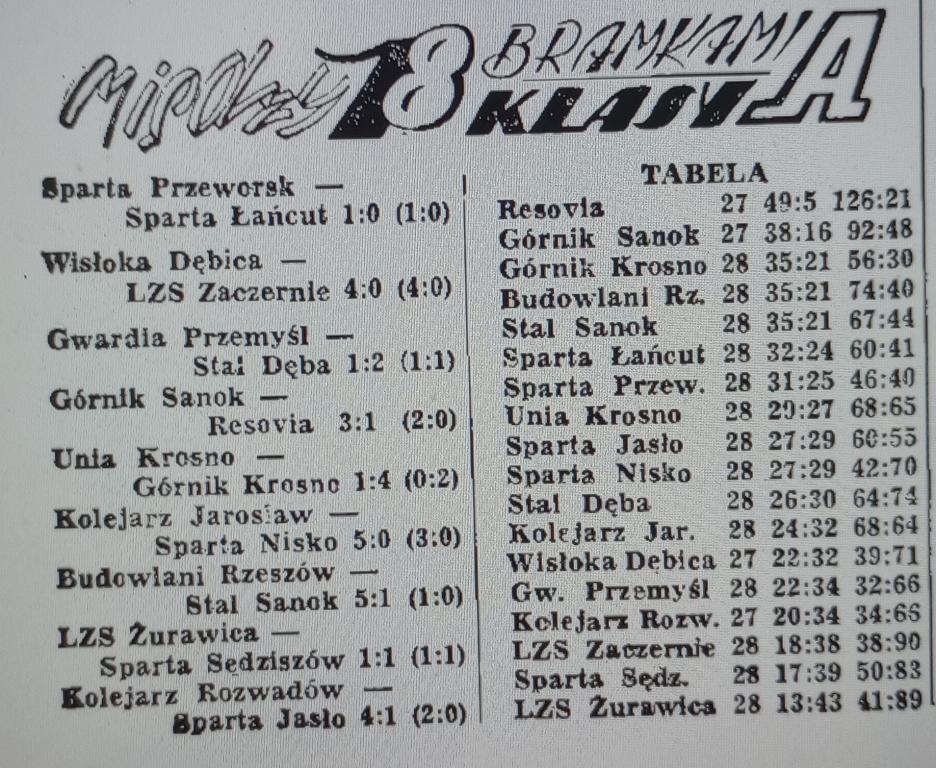 Między 18 BRAMKAMI
KLASY A
Sparta Przeworsk —
Sparta Łańcut 1:0 (1:0)
Wisłoka Dębica —
LZS Zaczernie 4:0 (4:0)
Gwardia Przemyśl —
Stal Dęba 1:2 (1:1)
Górnik Sanok —
Resovia 3:1 (2:0)
Unia Krosno —
Górnik Krosno 1:4 (0:2)
Kolejarz Jarosław —
Sparta Nisko 5:0 (3:0)
Budowlani Rzeszów —
Stal Sanok 5:1 (1:0)
LZS Żurawica —
Sparta Sędziszów 1:1 (1:1)
Kolejarz Rozwadów —
Sparta Jasło 4:1 (2:0)
TABELA
Resovia 27 49:5 126:21
Górnik Sanok 27 38:16 92:48
Górnik Krosno 28 35:21 56:30
Budowlani Rz. 28 35:21 74:40
Stal Sanok 28 35:21 67:44
Sparta Łańcut 28 32:24 60:41
Sparta Przew. 28 31:25 46:40
Unia Krosno 28 29:27 68:65
Sparta Jasło 28 27:29 60:55
Sparta Nisko 28 27:29 42:70
Stal Dęba 28 26:30 64:74
Kolejarz Jar. 28 24:32 68:64
Wisłoka Dębica 27 22:32 39:71
Gw. Przemyśl 28 22:34 32:66
Kolejarz Rozw. 27 20:34 34:66
LZS Zaczernie 28 18:38 38:90
Sparta Sędz. 28 17:39 50:83
LZS Żurawica 28 13:43 41:89